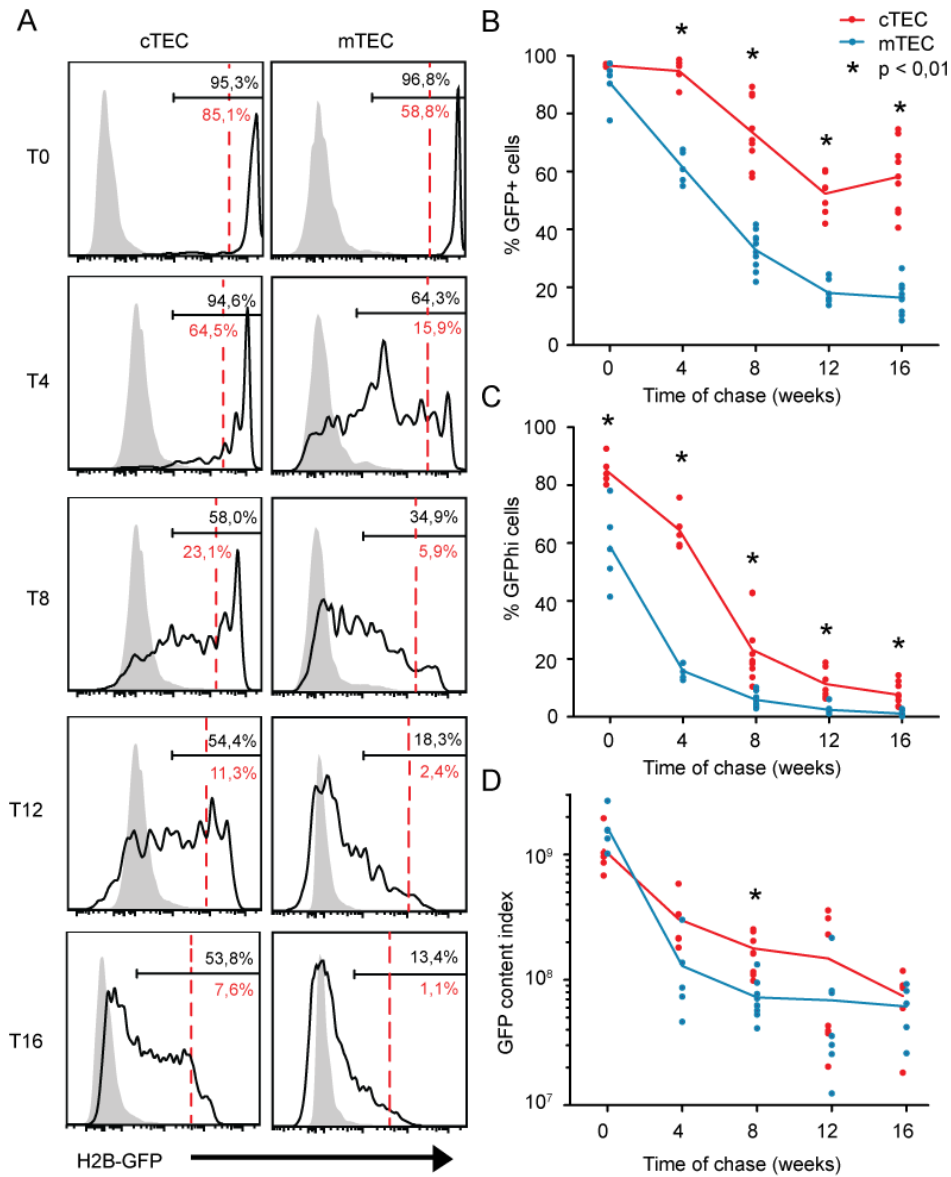 A
cTEC
mTEC
T0
95,3%
85,1%
96,8%
58,8%
T4
94,6%
64,5%
64,3%
15,9%
T8
58,0%
23,1%
34,9%
5,9%
T12
54,4%
11,3%
18,3%
2,4%
T16
53,8%
7,6%
13,4%
1,1%
H2B-GFP
B
cTEC
mTEC
* p < 0,01
% GFP+ cells
100
80
60
40
20
0
* * * *
0 4 8 12 16
Time of chase (weeks)
C
% GFPhi cells
100
80
60
40
20
0
* * * * *
0 4 8 12 16
Time of chase (weeks)
D
GFP content index
10⁹
10⁸
10⁷
*
0 4 8 12 16
Time of chase (weeks)